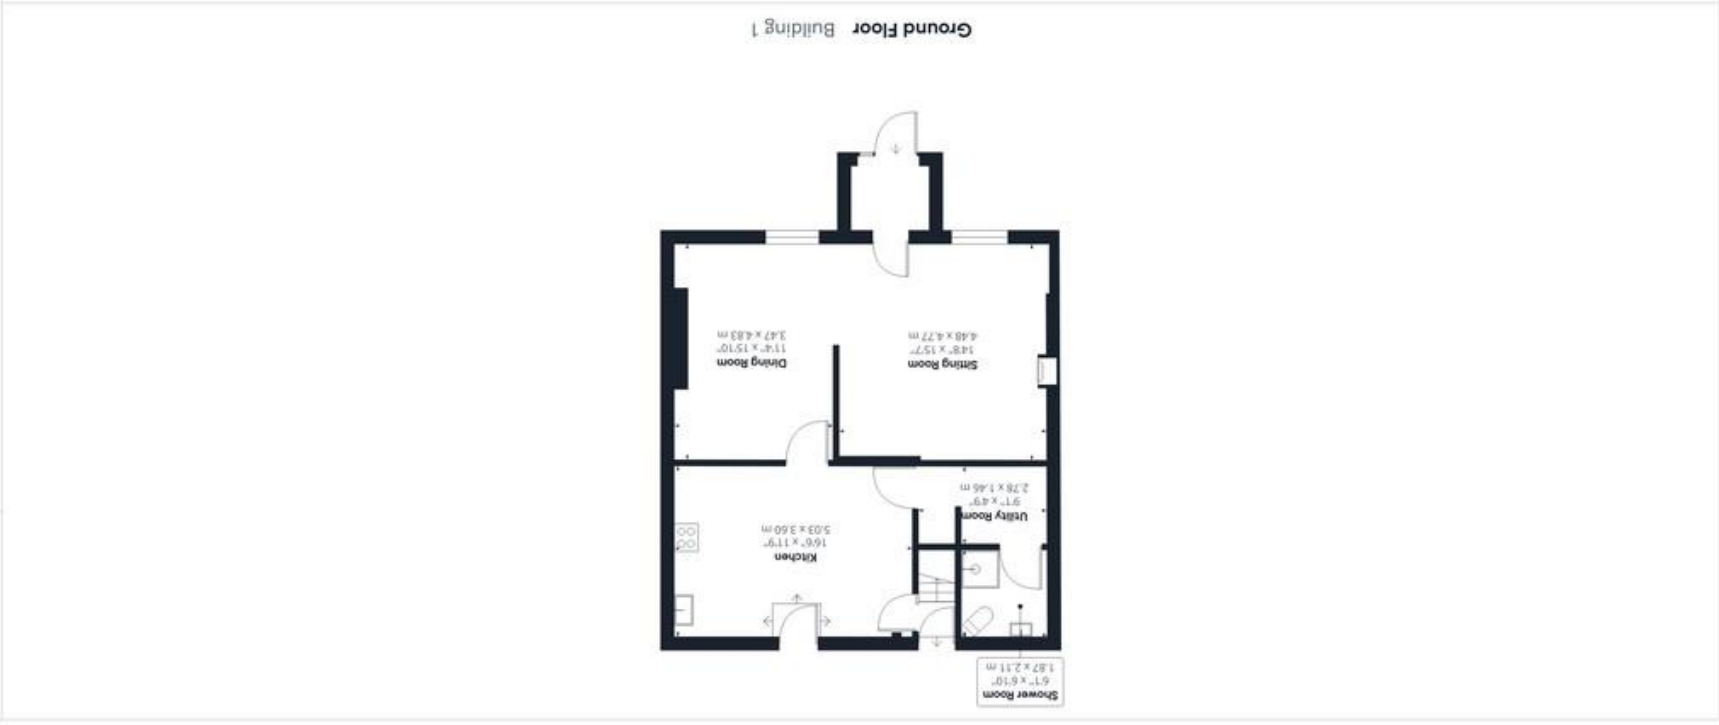 Shower Room
6'1" x 6'10"
1.87 x 2.11 m
Kitchen
16'6" x 11'9"
5.03 x 3.60 m
Utility Room
9'1" x 4'9"
2.78 x 1.46 m
Sitting Room
14'8" x 15'7"
4.48 x 4.77 m
Dining Room
11'4" x 15'10"
3.47 x 4.83 m
Ground Floor Building 1